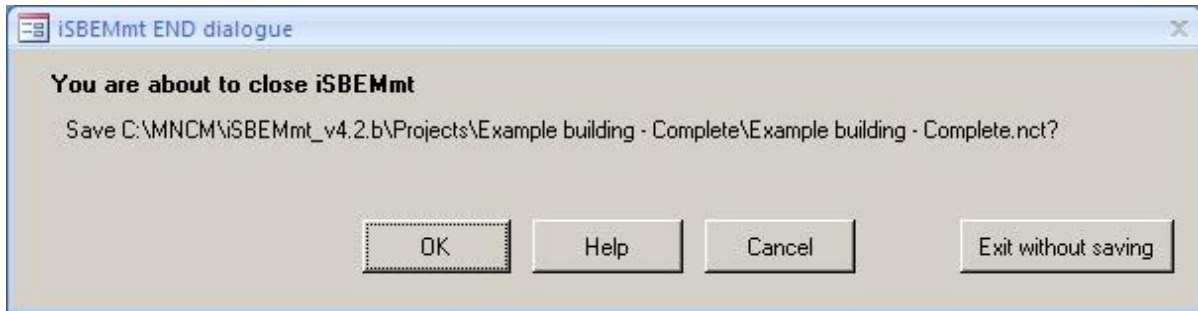 iSBEMmt END dialogue
You are about to close iSBEMmt
Save C:\MNCM\iSBEMmt_v4.2.b\Projects\Example building - Complete\Example building - Complete.nct?
OK Help Cancel Exit without saving